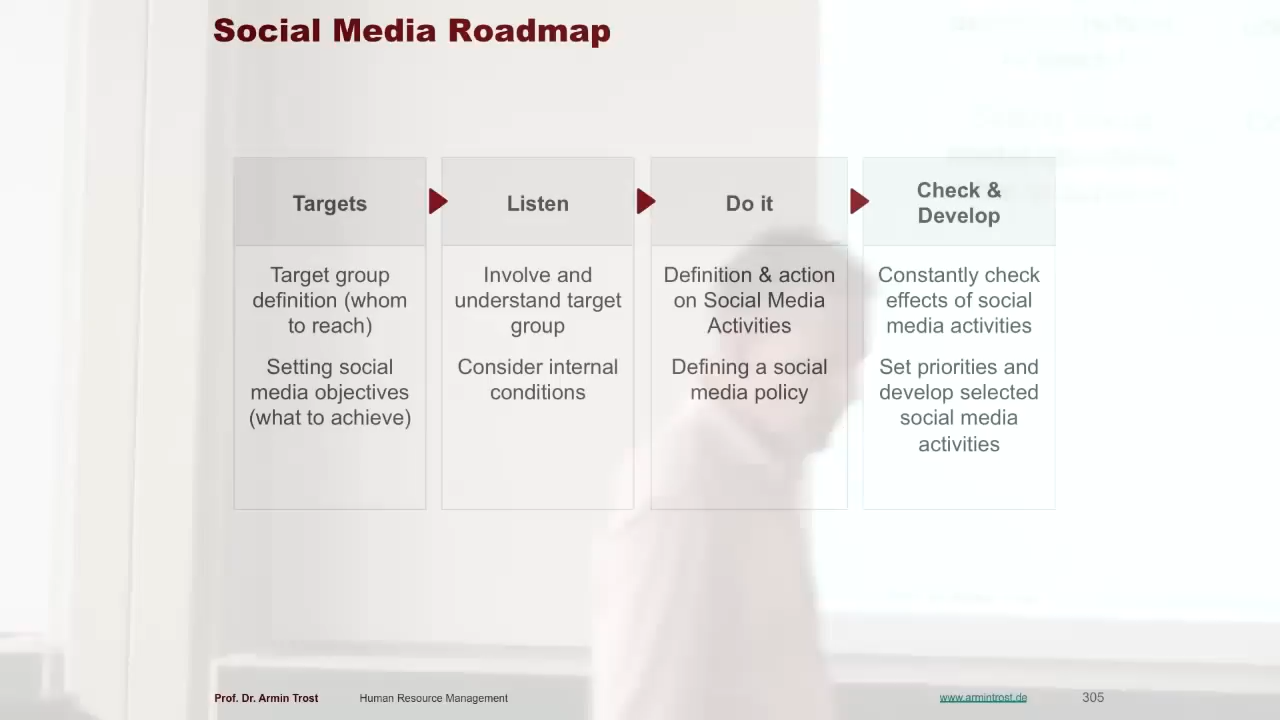 Social Media Roadmap
Targets
Target group
definition (whom
to reach)
Setting social
media objectives
(what to achieve)
Listen
Involve and
understand target
group
Consider internal
conditions
Do it
Definition & action
on Social Media
Activities
Defining a social
media policy
Check &
Develop
Constantly check
effects of social
media activities
Set priorities and
develop selected
social media
activities
Prof. Dr. Armin Trost
Human Resource Management
www.armintrost.de
305